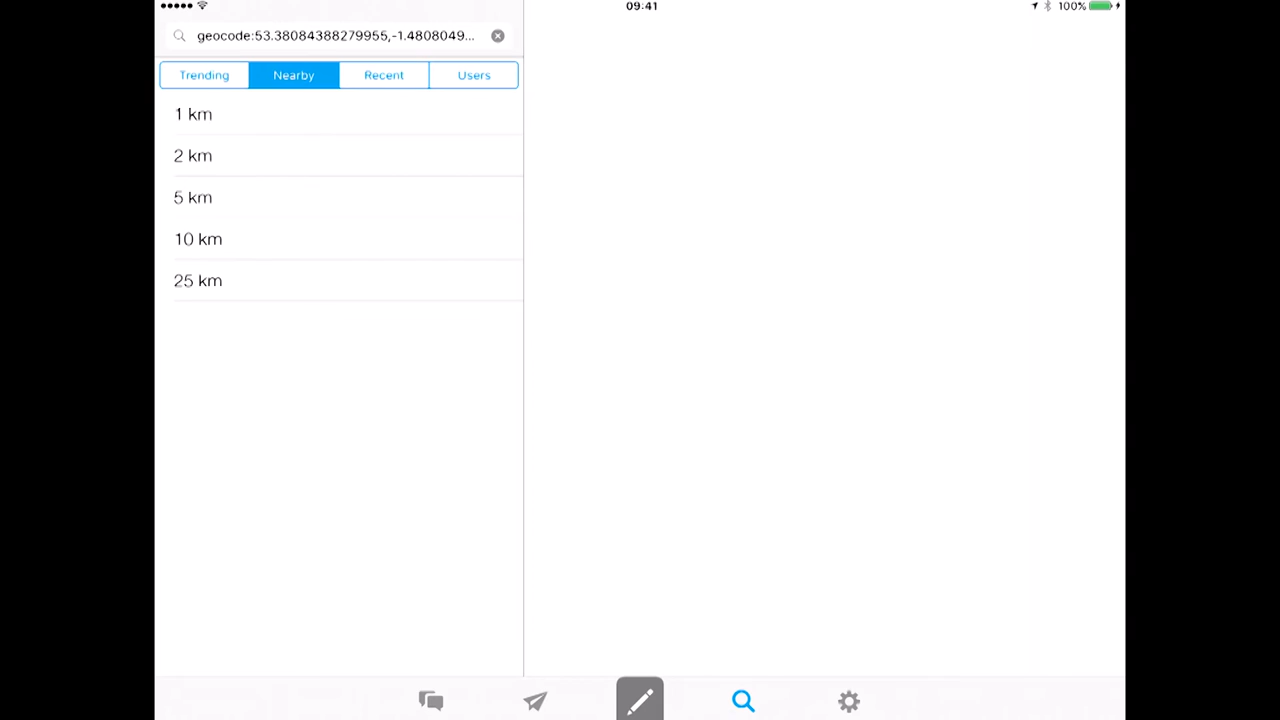 09:41
100%
geocode:53.38084388279955,-1.4808049...
Trending Nearby Recent Users
1 km
2 km
5 km
10 km
25 km